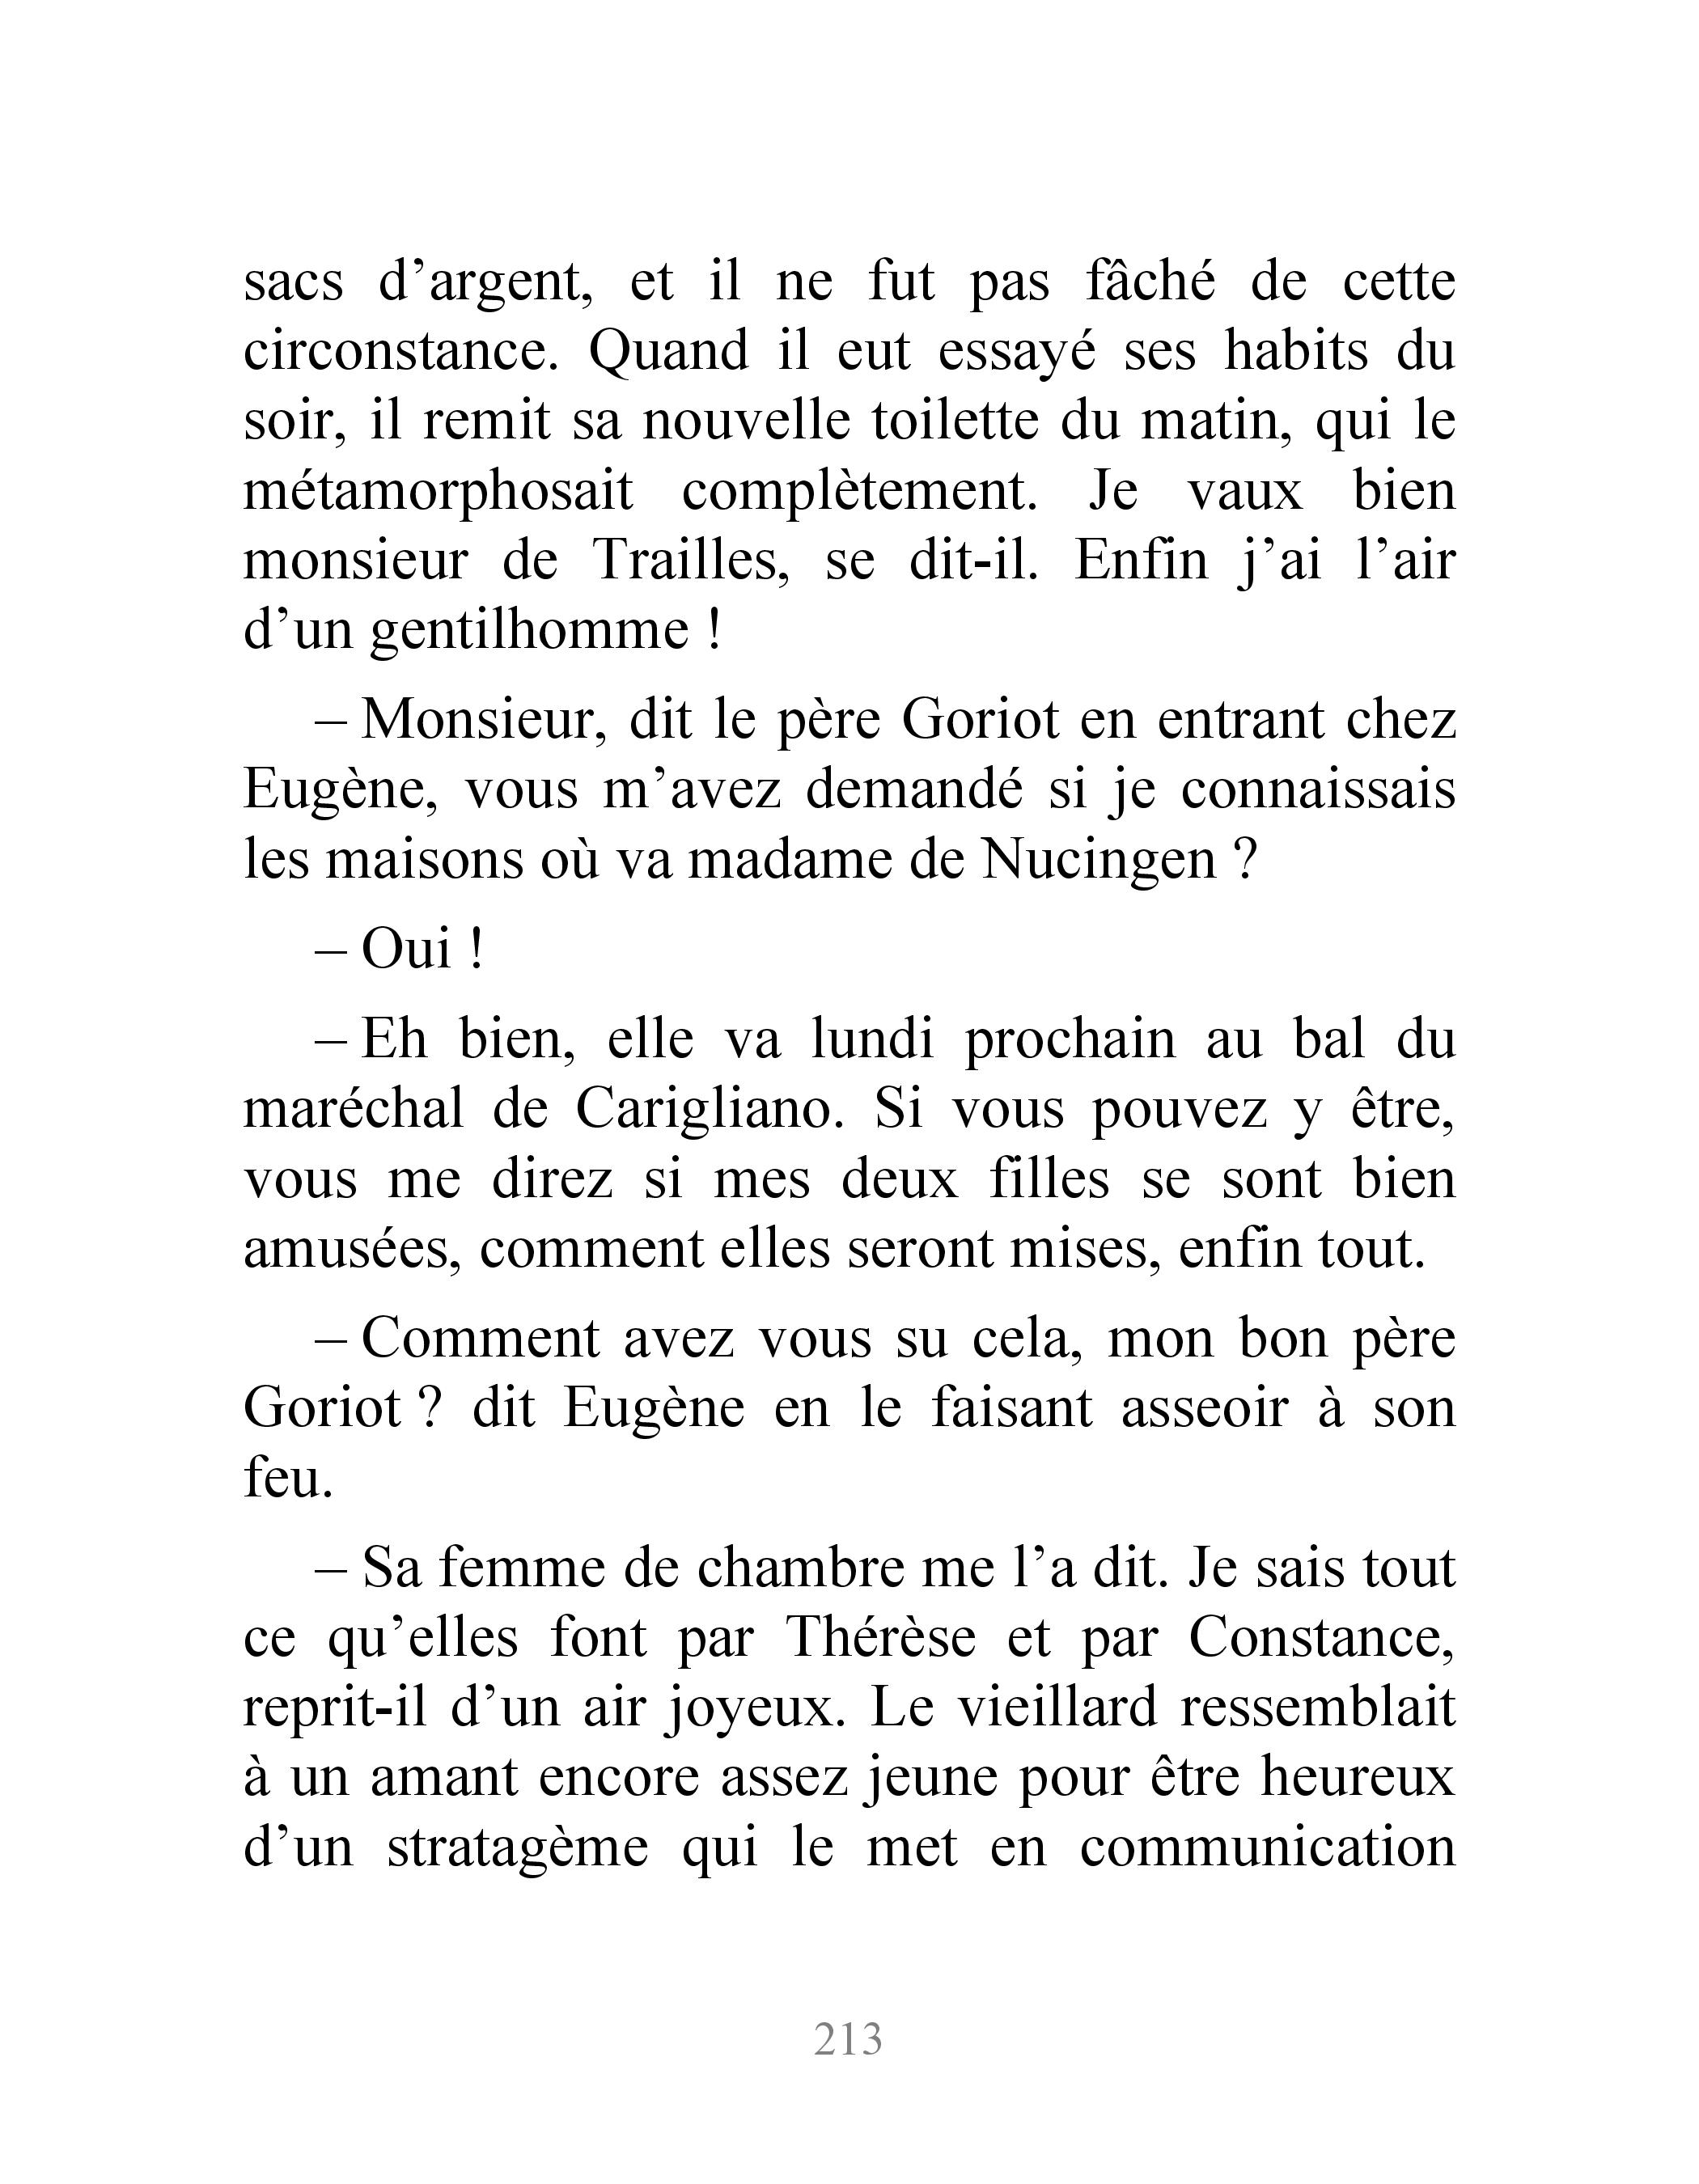 sacs d’argent, et il ne fut pas fâché de cette
circonstance. Quand il eut essayé ses habits du
soir, il remit sa nouvelle toilette du matin, qui le
métamorphosait complètement. Je vaux bien
monsieur de Trailles, se dit-il. Enfin j’ai l’air
d’un gentilhomme !
– Monsieur, dit le père Goriot en entrant chez
Eugène, vous m’avez demandé si je connaissais
les maisons où va madame de Nucingen ?
– Oui !
– Eh bien, elle va lundi prochain au bal du
maréchal de Carigliano. Si vous pouvez y être,
vous me direz si mes deux filles se sont bien
amusées, comment elles seront mises, enfin tout.
– Comment avez vous su cela, mon bon père
Goriot ? dit Eugène en le faisant asseoir à son
feu.
– Sa femme de chambre me l’a dit. Je sais tout
ce qu’elles font par Thérèse et par Constance,
reprit-il d’un air joyeux. Le vieillard ressemblait
à un amant encore assez jeune pour être heureux
d’un stratagème qui le met en communication
213